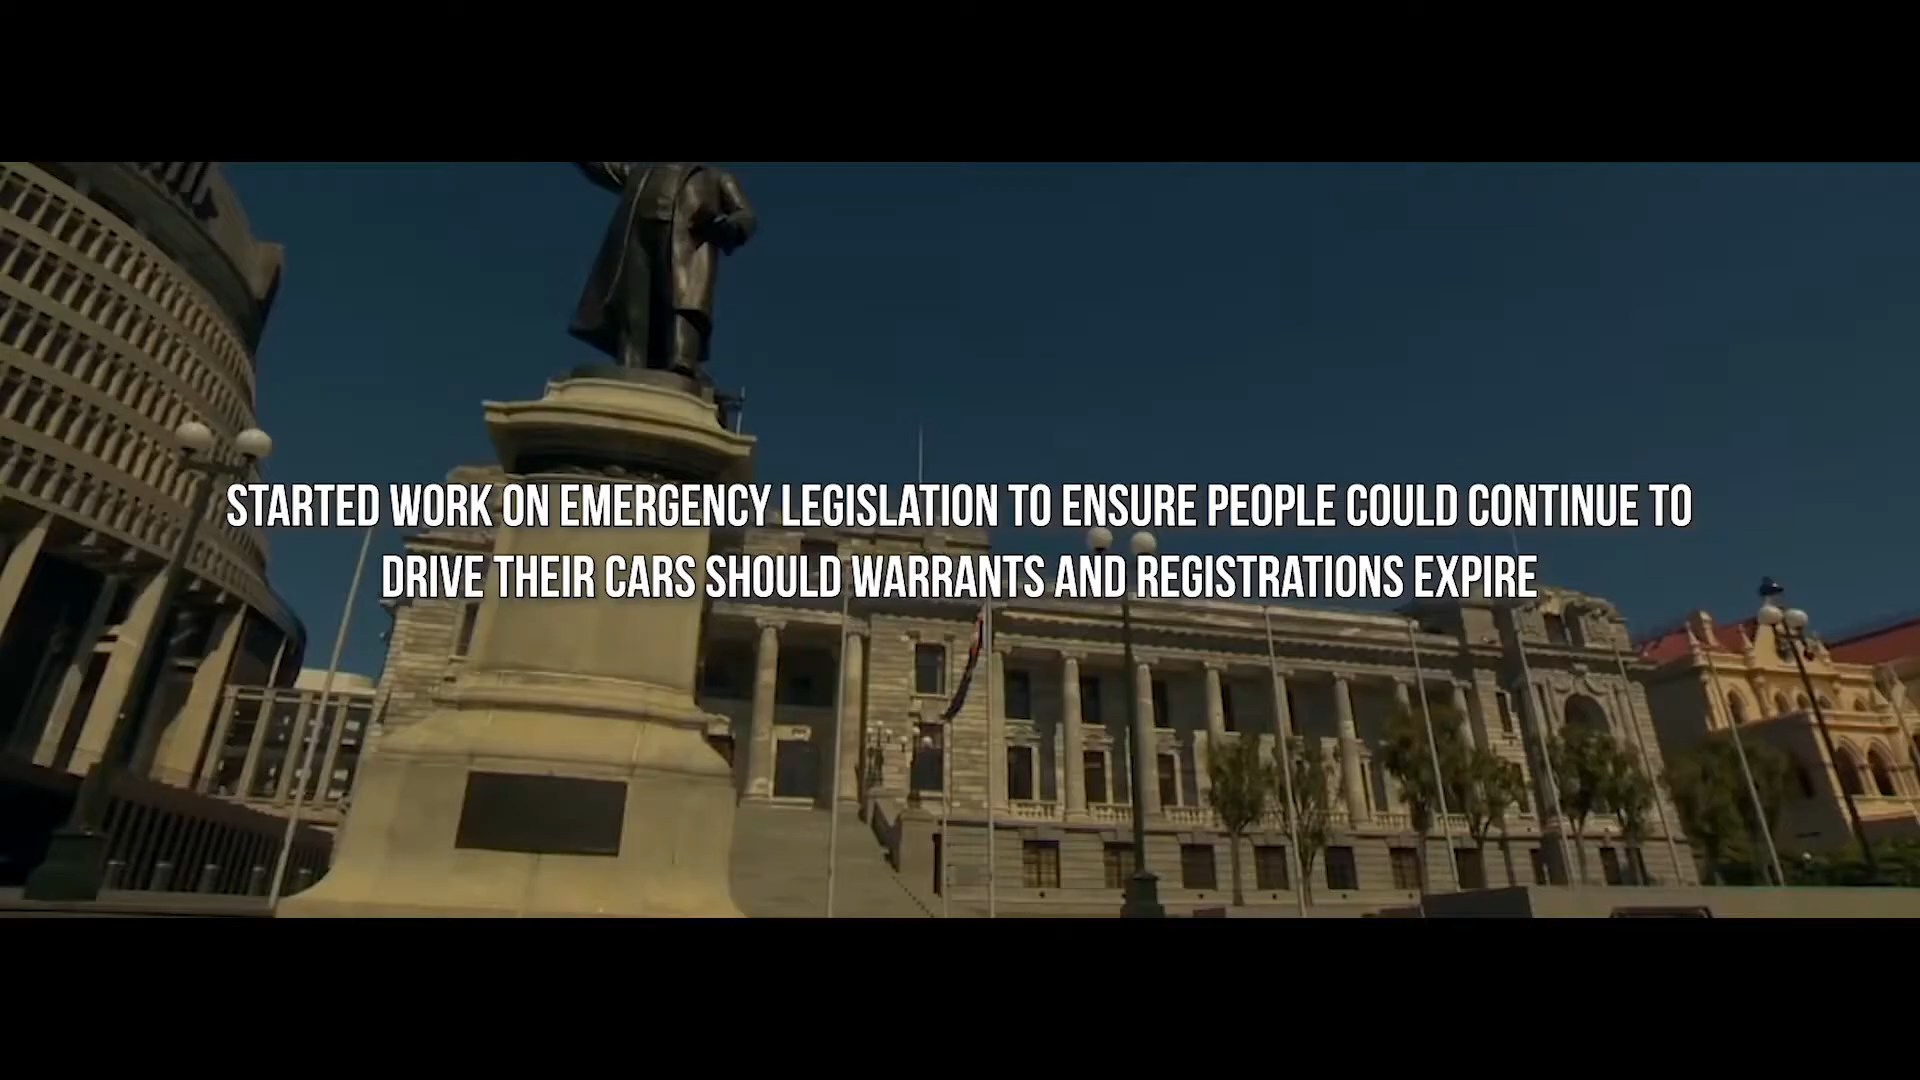 STARTED WORK ON EMERGENCY LEGISLATION TO ENSURE PEOPLE COULD CONTINUE TO
DRIVE THEIR CARS SHOULD WARRANTS AND REGISTRATIONS EXPIRE